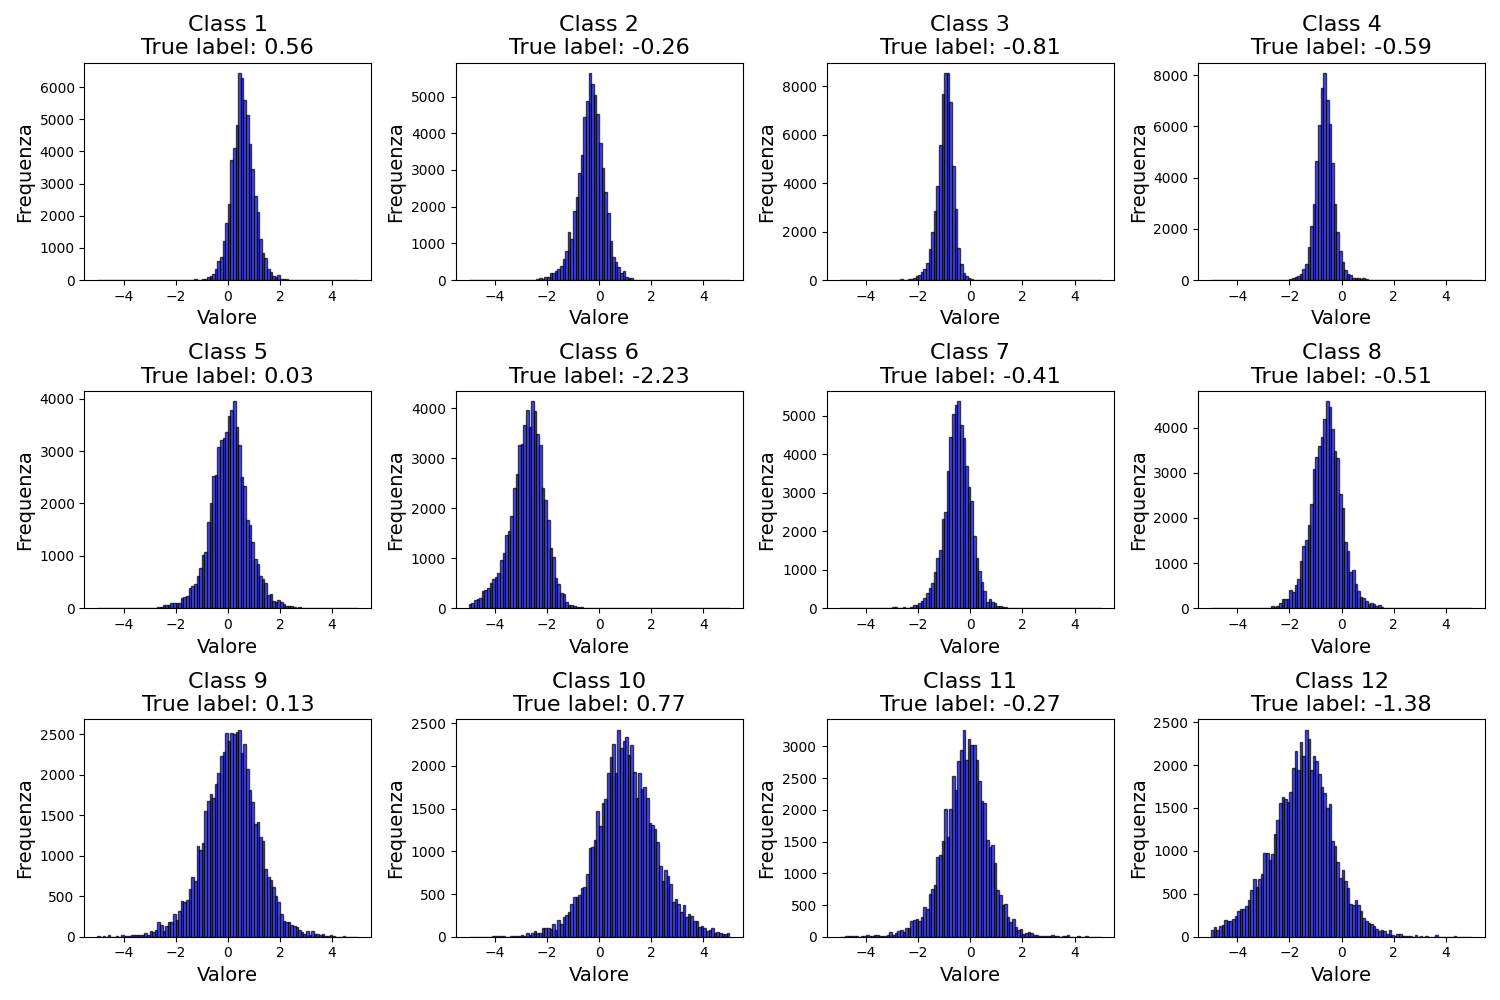 Class 1
True label: 0.56
Class 2
True label: -0.26
Class 3
True label: -0.81
Class 4
True label: -0.59
Frequenza
6000
5000
4000
3000
2000
1000
0
−4 −2 0 2 4
Valore
Frequenza
5000
4000
3000
2000
1000
0
−4 −2 0 2 4
Valore
Frequenza
8000
6000
4000
2000
0
−4 −2 0 2 4
Valore
Frequenza
8000
6000
4000
2000
0
−4 −2 0 2 4
Valore
Class 5
True label: 0.03
Class 6
True label: -2.23
Class 7
True label: -0.41
Class 8
True label: -0.51
Frequenza
4000
3000
2000
1000
0
−4 −2 0 2 4
Valore
Frequenza
4000
3000
2000
1000
0
−4 −2 0 2 4
Valore
Frequenza
5000
4000
3000
2000
1000
0
−4 −2 0 2 4
Valore
Frequenza
4000
3000
2000
1000
0
−4 −2 0 2 4
Valore
Class 9
True label: 0.13
Class 10
True label: 0.77
Class 11
True label: -0.27
Class 12
True label: -1.38
Frequenza
2500
2000
1500
1000
500
0
−4 −2 0 2 4
Valore
Frequenza
2500
2000
1500
1000
500
0
−4 −2 0 2 4
Valore
Frequenza
3000
2500
2000
1500
1000
500
0
−4 −2 0 2 4
Valore
Frequenza
2500
2000
1500
1000
500
0
−4 −2 0 2 4
Valore